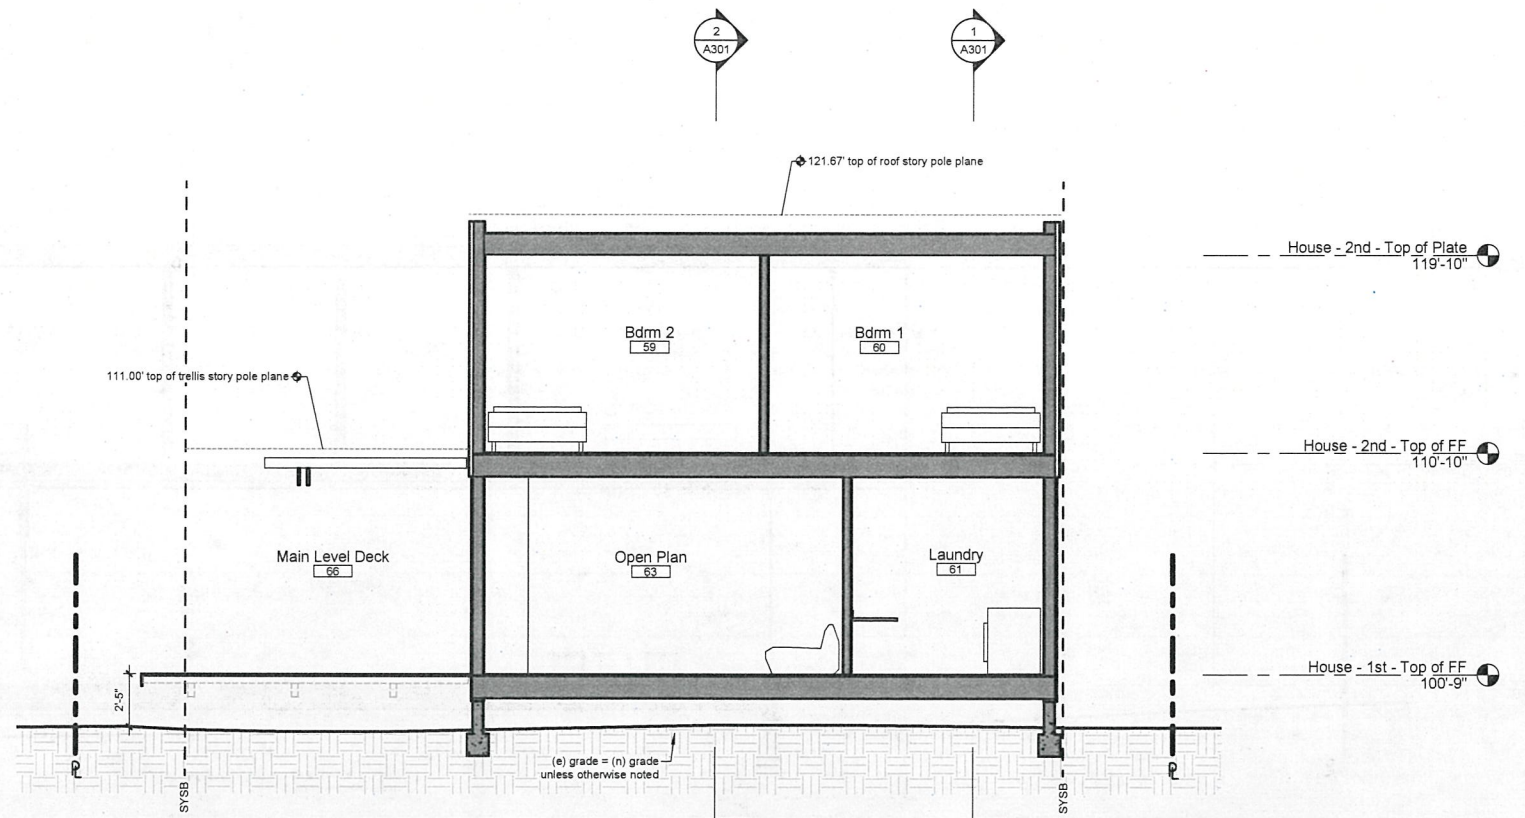 2
A301
1
A301
121.67' top of roof story pole plane
House - 2nd - Top of Plate
119'-10"
Bdrm 2
59
Bdrm 1
60
111.00' top of trellis story pole plane
House - 2nd - Top of FF
110'-10"
Main Level Deck
66
Open Plan
63
Laundry
61
House - 1st - Top of FF
100'-9"
2'-5"
(e) grade = (n) grade
unless otherwise noted
PL
PL
SYSB
SYSB